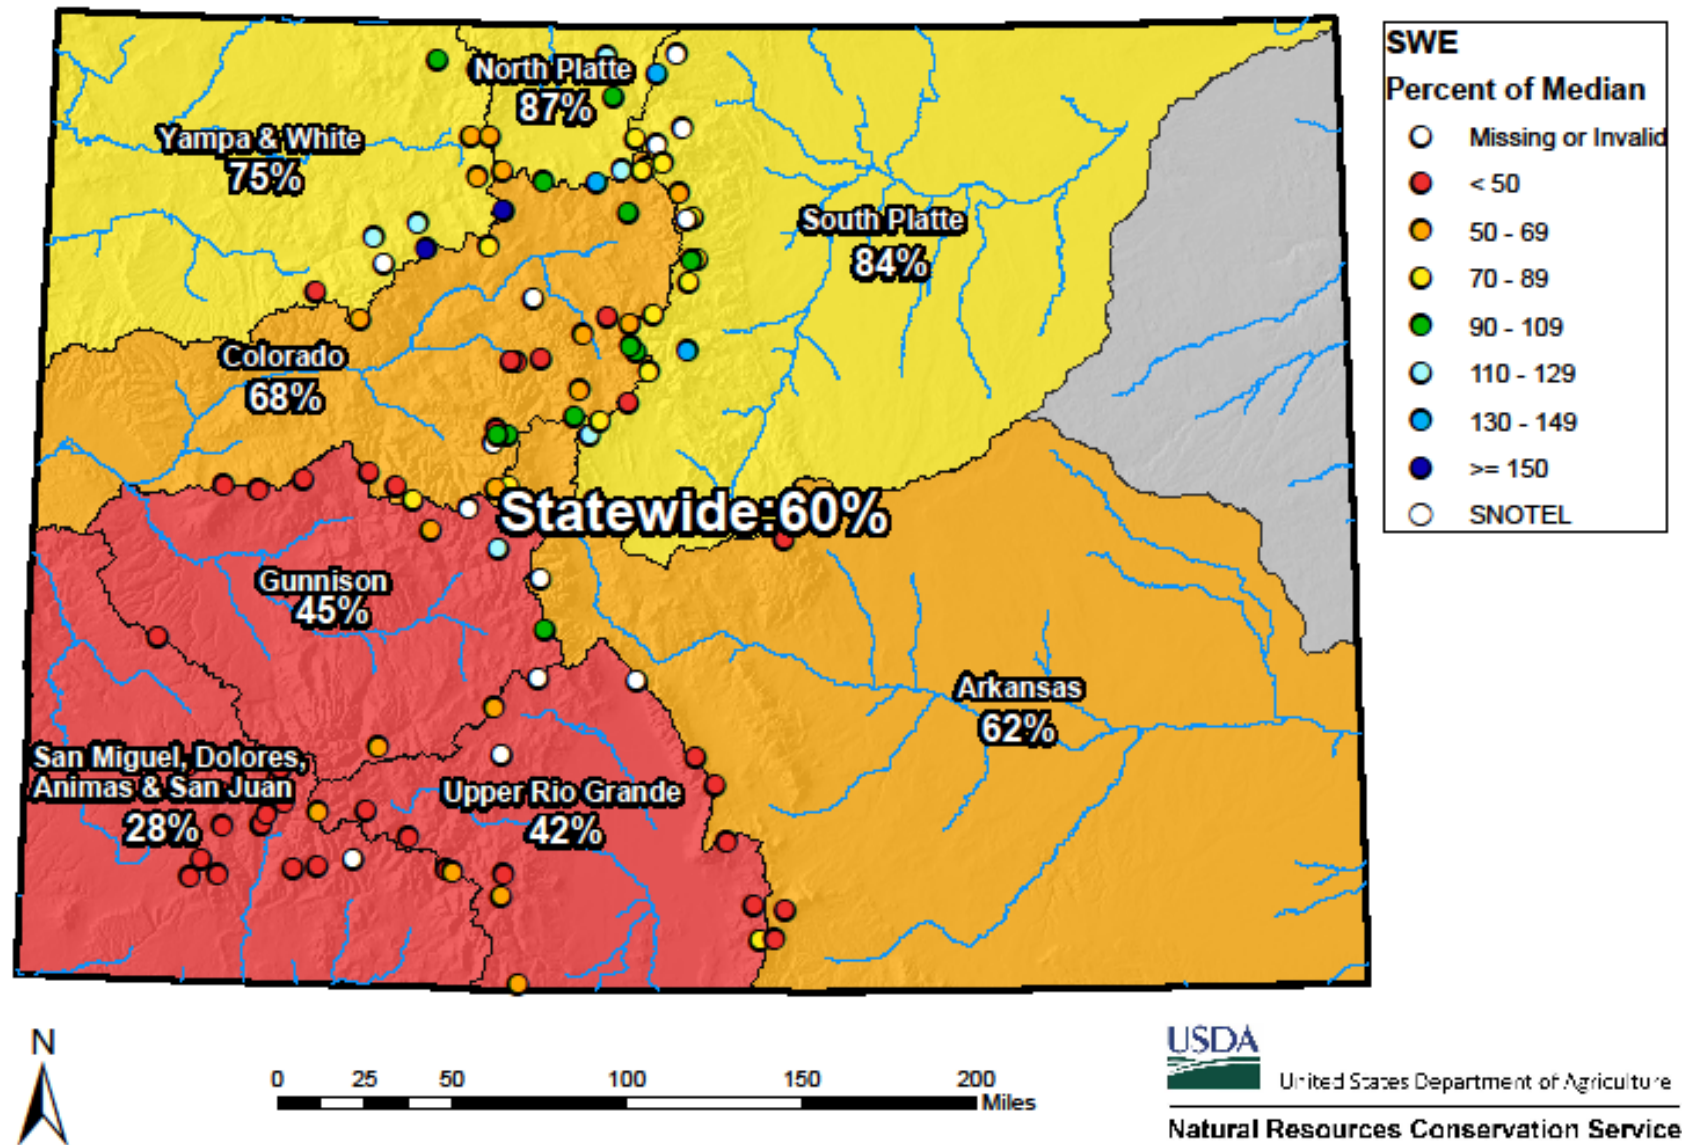 North Platte
87%
Yampa & White
75%
South Platte
84%
Colorado
68%
Statewide:60%
Gunnison
45%
Arkansas
62%
San Miguel, Dolores,
Animas & San Juan
28%
Upper Rio Grande
42%
SWE
Percent of Median
Missing or Invalid
< 50
50 - 69
70 - 89
90 - 109
110 - 129
130 - 149
>= 150
SNOTEL
N
0 25 50 100 150 200
Miles
USDA
United States Department of Agriculture
Natural Resources Conservation Service